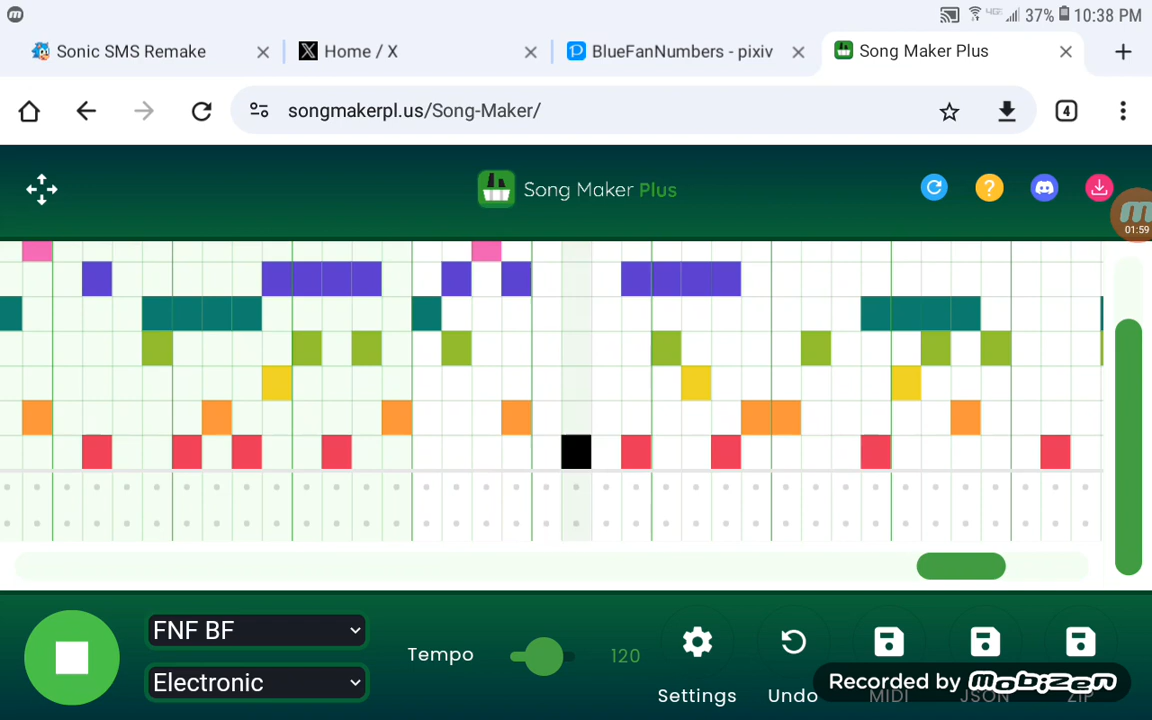 37% 10:38 PM
Sonic SMS Remake
Home / X
BlueFanNumbers - pixiv
Song Maker Plus
songmakerpl.us/Song-Maker/
4
Song Maker Plus
01:59
FNF BF
Electronic
Tempo
120
Settings
Undo
MIDI
JSON
ZIP
Recorded by mobizen